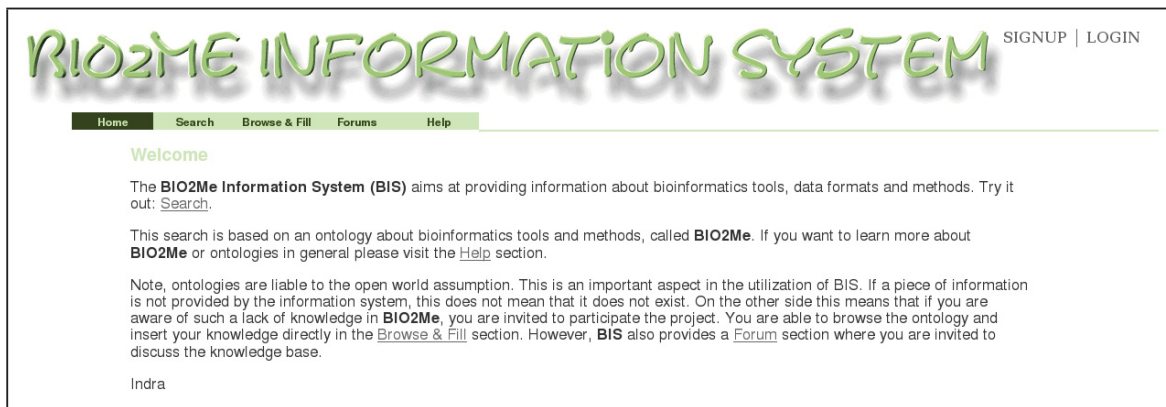 BIO2ME INFORMATION SYSTEM
SIGNUP | LOGIN
Home Search Browse & Fill Forums Help
Welcome
The BIO2Me Information System (BIS) aims at providing information about bioinformatics tools, data formats and methods. Try it
out: Search.
This search is based on an ontology about bioinformatics tools and methods, called BIO2Me. If you want to learn more about
BIO2Me or ontologies in general please visit the Help section.
Note, ontologies are liable to the open world assumption. This is an important aspect in the utilization of BIS. If a piece of information
is not provided by the information system, this does not mean that it does not exist. On the other side this means that if you are
aware of such a lack of knowledge in BIO2Me, you are invited to participate the project. You are able to browse the ontology and
insert your knowledge directly in the Browse & Fill section. However, BIS also provides a Forum section where you are invited to
discuss the knowledge base.
Indra